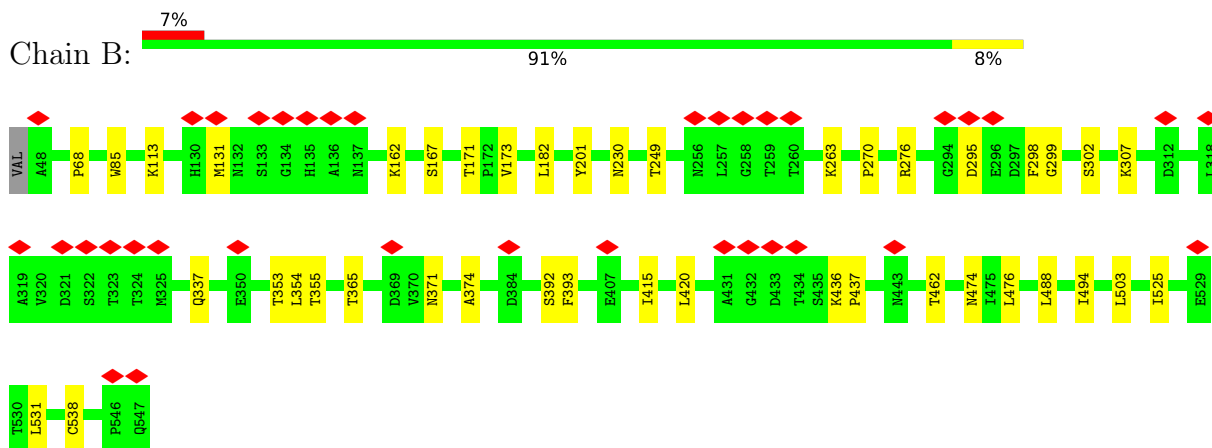 7%
Chain B:
91% 8%
VAL A48 P68 W85 K113 H130 M131 N132 S133 G134 H135 A136 N137 K162 S167 T171 P172 V173 L182 Y201 N230 T249 N256 L257 G258 T259 T260 K263 P270 R276 G294 D295 E296 D297 F298 G299 S302 K307 D312 L318
A319 V320 D321 S322 T323 T324 M325 Q337 E350 T353 L354 T355 T365 D369 V370 N371 A374 D384 S392 F393 E407 I415 L420 A431 G432 D433 T434 S435 K436 P437 N443 T462 N474 I475 L476 L488 I494 L503 I525 E529
T530 L531 C538 P546 Q547